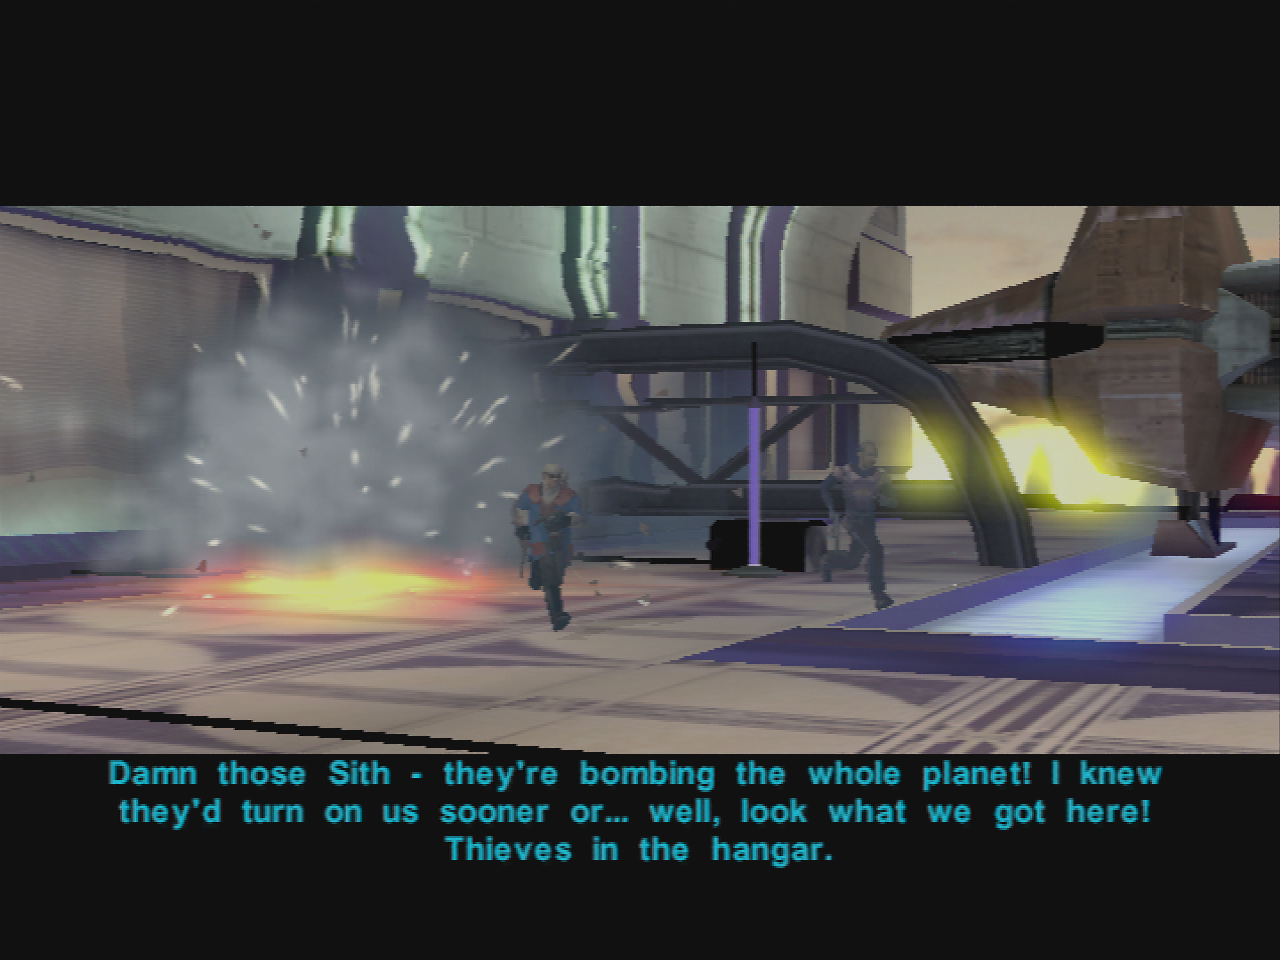 Damn those Sith - they're bombing the whole planet! I knew
they'd turn on us sooner or... well, look what we got here!
Thieves in the hangar.